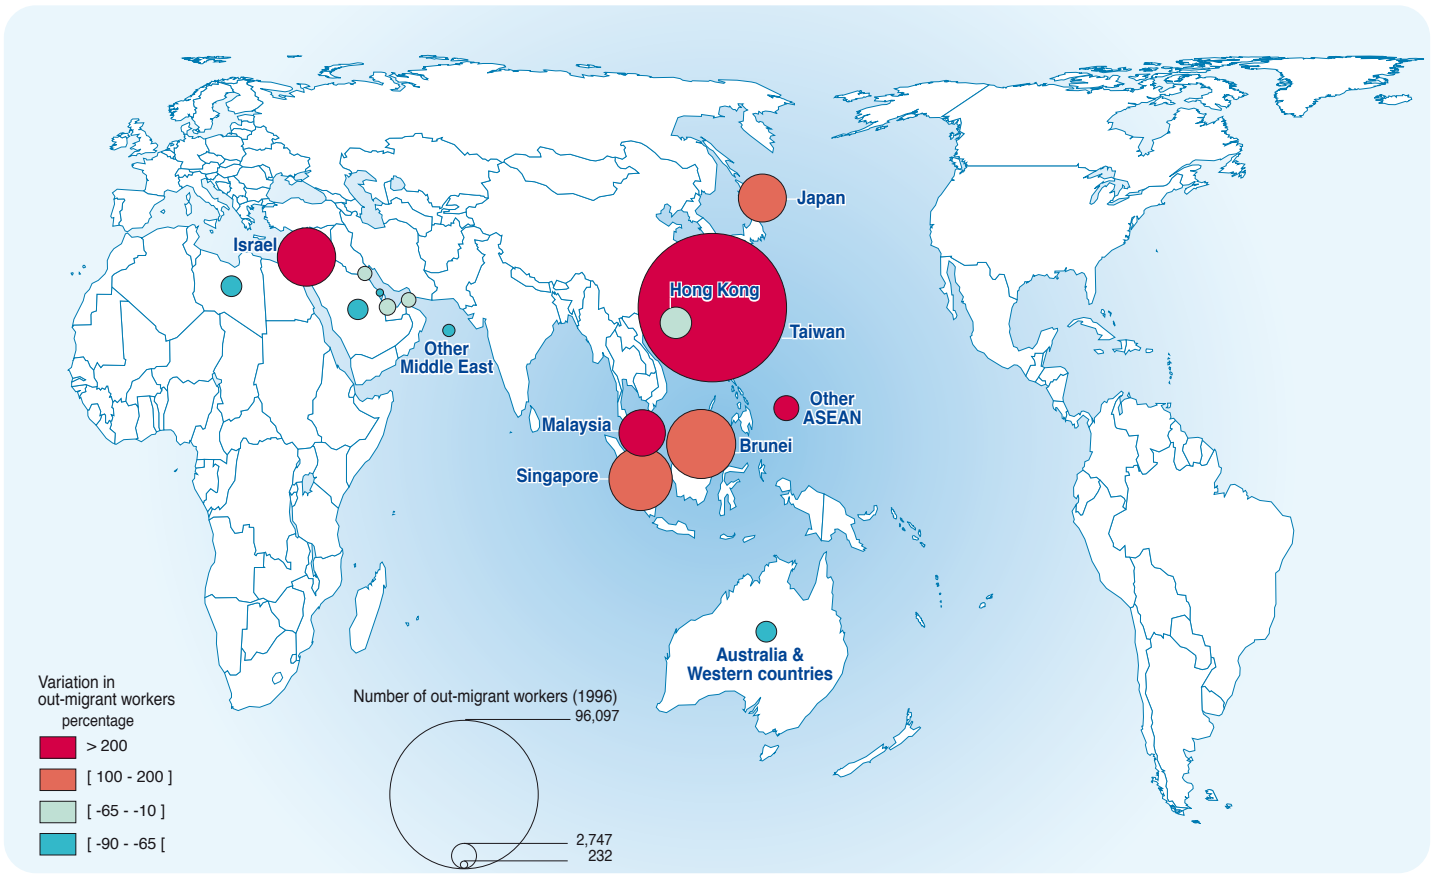 Japan
Israel
Hong Kong
Taiwan
Other
Middle East
Other
ASEAN
Malaysia
Brunei
Singapore
Australia &
Western countries
Variation in
out-migrant workers
percentage
> 200
[ 100 - 200 ]
[ -65 - -10 ]
[ -90 - -65 [
Number of out-migrant workers (1996)
96,097
2,747
232